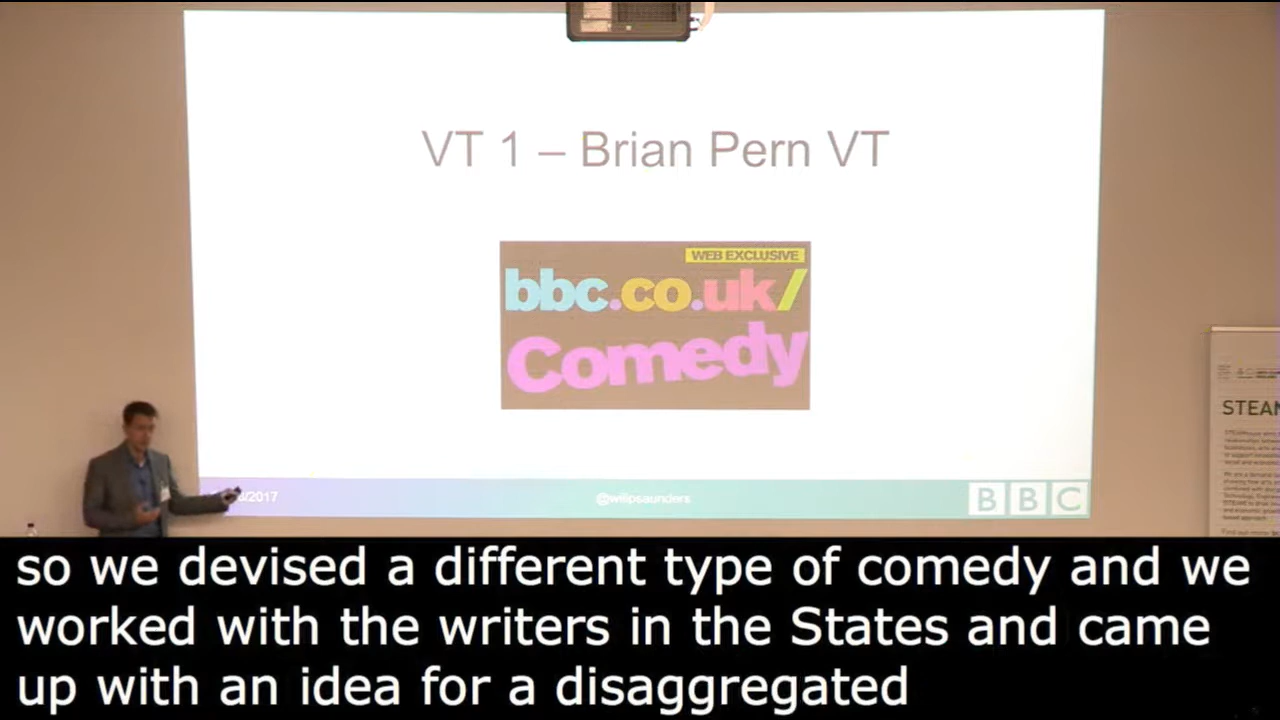 VT 1 – Brian Pern VT
WEB EXCLUSIVE
bbc.co.uk/
Comedy
/2017
@willpsaunders
BBC
STEAM
so we devised a different type of comedy and we
worked with the writers in the States and came
up with an idea for a disaggregated